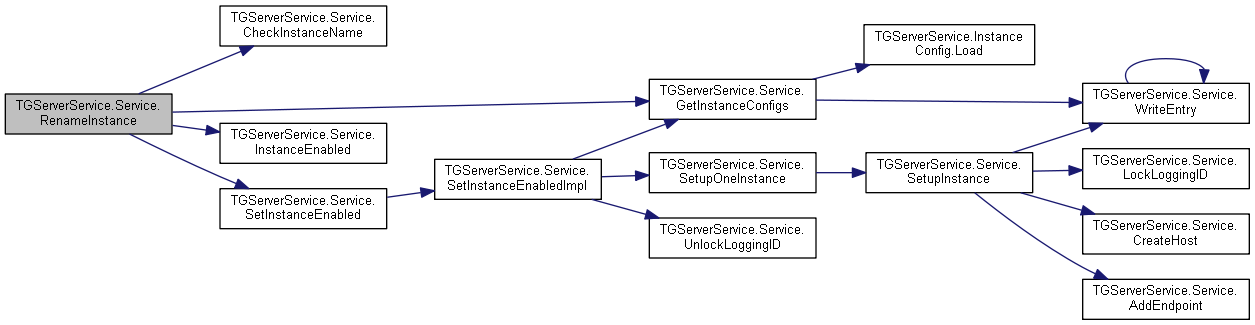 TGServerService.Service.
RenameInstance
TGServerService.Service.
CheckInstanceName
TGServerService.Service.
InstanceEnabled
TGServerService.Service.
SetInstanceEnabled
TGServerService.Service.
SetInstanceEnabledImpl
TGServerService.Service.
GetInstanceConfigs
TGServerService.Service.
SetupOneInstance
TGServerService.Service.
UnlockLoggingID
TGServerService.Instance
Config.Load
TGServerService.Service.
SetupInstance
TGServerService.Service.
WriteEntry
TGServerService.Service.
LockLoggingID
TGServerService.Service.
CreateHost
TGServerService.Service.
AddEndpoint